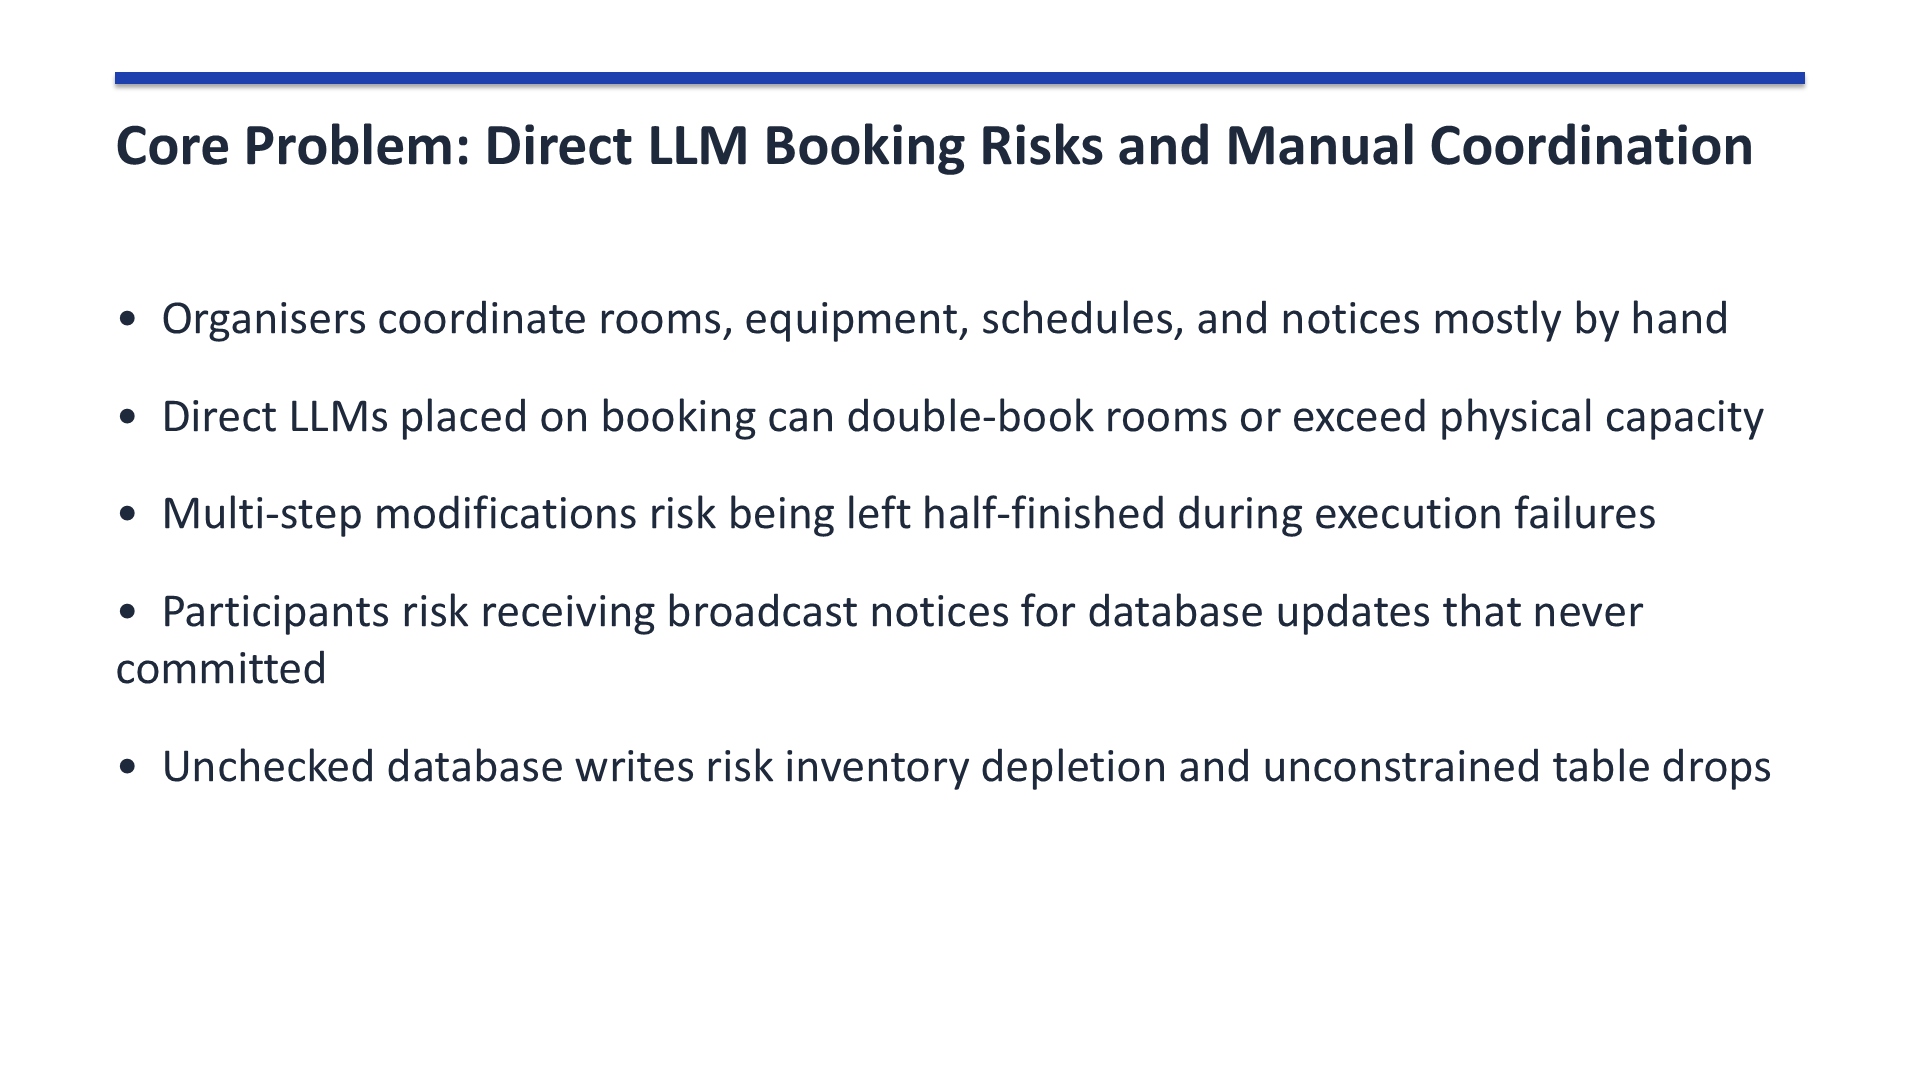 Core Problem: Direct LLM Booking Risks and Manual Coordination
• Organisers coordinate rooms, equipment, schedules, and notices mostly by hand
• Direct LLMs placed on booking can double-book rooms or exceed physical capacity
• Multi-step modifications risk being left half-finished during execution failures
• Participants risk receiving broadcast notices for database updates that never
committed
• Unchecked database writes risk inventory depletion and unconstrained table drops